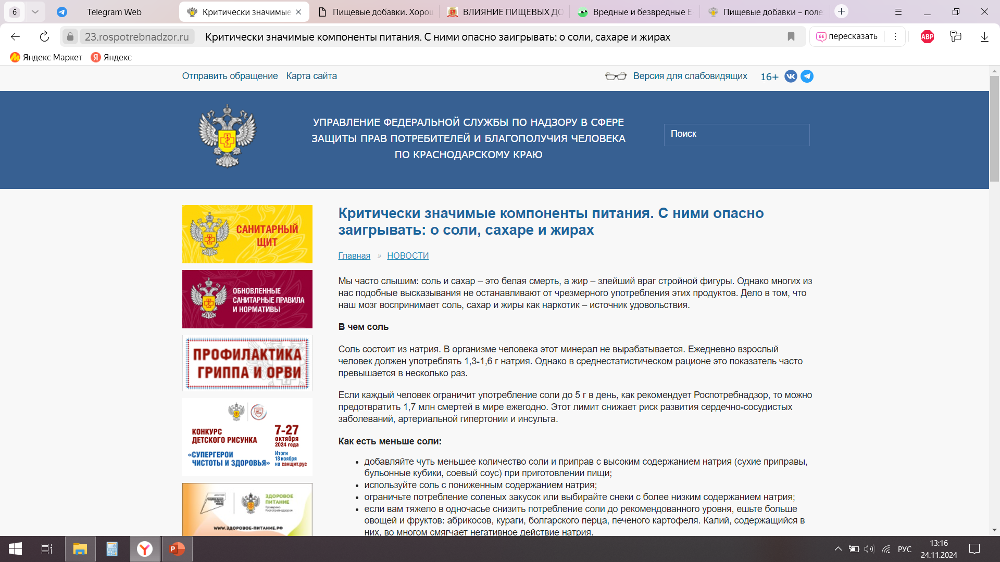 6
Telegram Web
Критически значимые
Пищевые добавки. Хорош
ВЛИЯНИЕ ПИЩЕВЫХ ДО
Вредные и безвредные Е-
Пищевые добавки – поле
23.rospotrebnadzor.ru
Критически значимые компоненты питания. С ними опасно заигрывать: о соли, сахаре и жирах
пересказать
ABP
Яндекс Маркет
Я
Яндекс
Отправить обращение
Карта сайта
Версия для слабовидящих
16+
УПРАВЛЕНИЕ ФЕДЕРАЛЬНОЙ СЛУЖБЫ ПО НАДЗОРУ В СФЕРЕ
ЗАЩИТЫ ПРАВ ПОТРЕБИТЕЛЕЙ И БЛАГОПОЛУЧИЯ ЧЕЛОВЕКА
ПО КРАСНОДАРСКОМУ КРАЮ
Поиск
САНИТАРНЫЙ
ЩИТ
ОБНОВЛЕННЫЕ
САНИТАРНЫЕ ПРАВИЛА
И НОРМАТИВЫ
ПРОФИЛАКТИКА
ГРИППА И ОРВИ
КОНКУРС
ДЕТСКОГО РИСУНКА
7-27
октября
2024 года
«СУПЕРГЕРОИ
ЧИСТОТЫ И ЗДОРОВЬЯ»
Итоги
18 ноября
на санщит.рус
ЗДОРОВОЕ
ПИТАНИЕ
WWW.ЗДОРОВОЕ-ПИТАНИЕ.РФ
Критически значимые компоненты питания. С ними опасно
заигрывать: о соли, сахаре и жирах
Главная » НОВОСТИ
Мы часто слышим: соль и сахар – это белая смерть, а жир – злейший враг стройной фигуры. Однако многих из
нас подобные высказывания не останавливают от чрезмерного употребления этих продуктов. Дело в том, что
наш мозг воспринимает соль, сахар и жиры как наркотик – источник удовольствия.
В чем соль
Соль состоит из натрия. В организме человека этот минерал не вырабатывается. Ежедневно взрослый
человек должен употреблять 1,3-1,6 г натрия. Однако в среднестатистическом рационе это показатель часто
превышается в несколько раз.
Если каждый человек ограничит употребление соли до 5 г в день, как рекомендует Роспотребнадзор, то можно
предотвратить 1,7 млн смертей в мире ежегодно. Этот лимит снижает риск развития сердечно-сосудистых
заболеваний, артериальной гипертонии и инсульта.
Как есть меньше соли:
• добавляйте чуть меньшее количество соли и приправ с высоким содержанием натрия (сухие приправы,
бульонные кубики, соевый соус) при приготовлении пищи;
• используйте соль с пониженным содержанием натрия;
• ограничьте потребление соленых закусок или выбирайте снеки с более низким содержанием натрия;
• если вам тяжело в одночасье снизить потребление соли до рекомендованного уровня, ешьте больше
овощей и фруктов: абрикосов, кураги, болгарского перца, печеного картофеля. Калий, содержащийся в
них, во многом смягчает негативное действие натрия.
РУС
13:16
24.11.2024